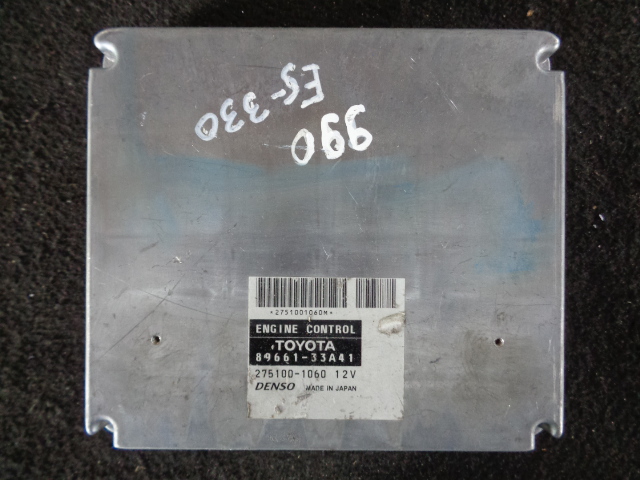 ES-330
990
*2751001060M*
ENGINE CONTROL
TOYOTA
89661-33A41
275100-1060 12V
DENSO MADE IN JAPAN